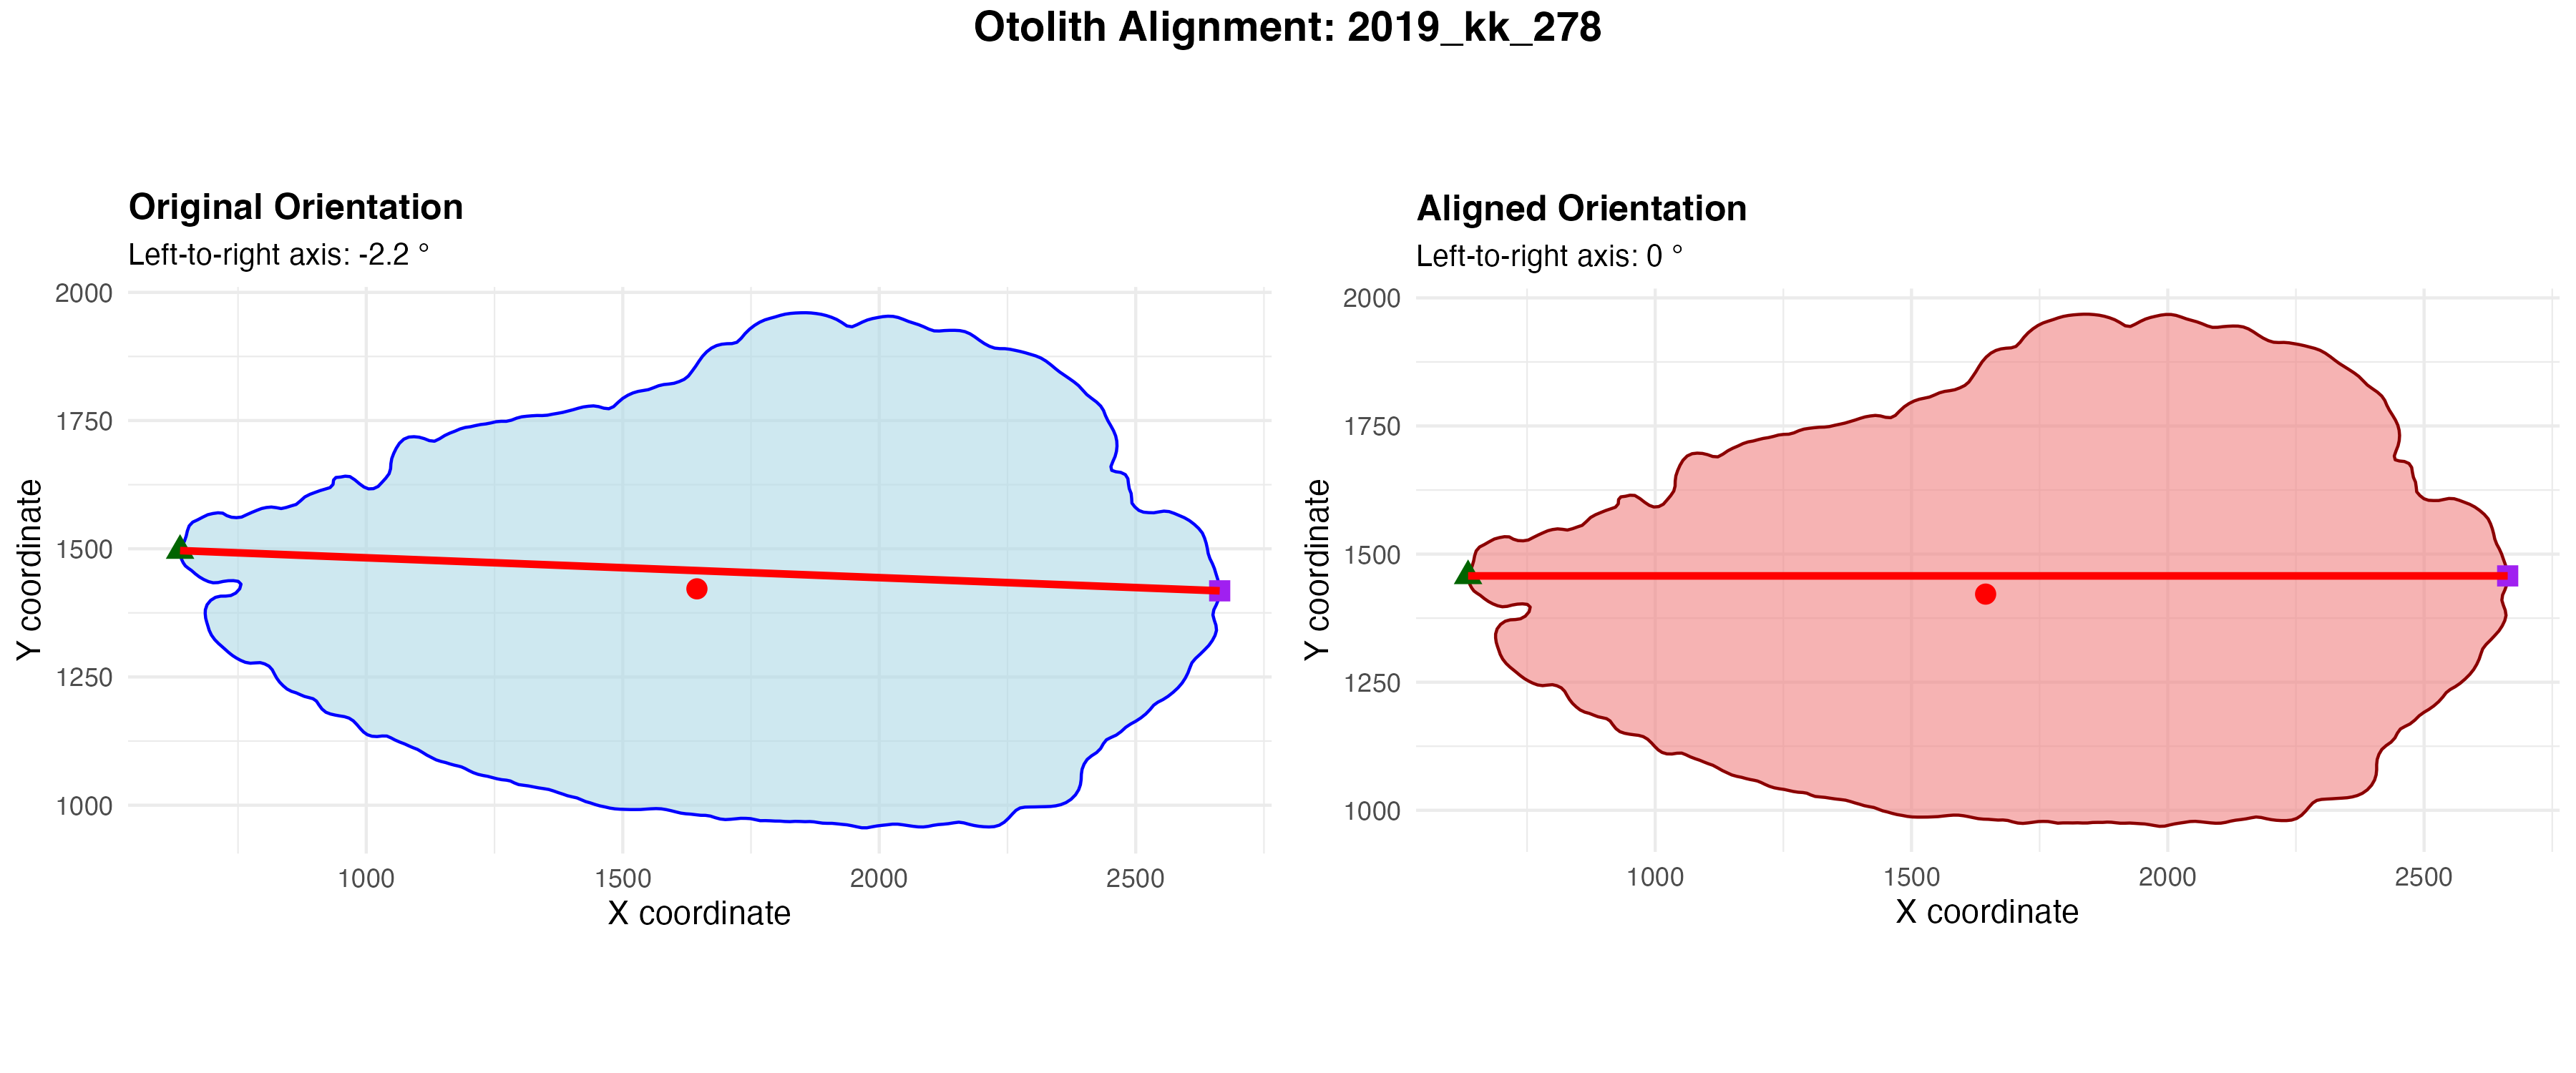 Otolith Alignment: 2019_kk_278
Original Orientation
Left-to-right axis: -2.2 °
2000
1750
1500
1250
1000
Y coordinate
1000 1500 2000 2500
X coordinate
Aligned Orientation
Left-to-right axis: 0 °
2000
1750
1500
1250
1000
Y coordinate
1000 1500 2000 2500
X coordinate